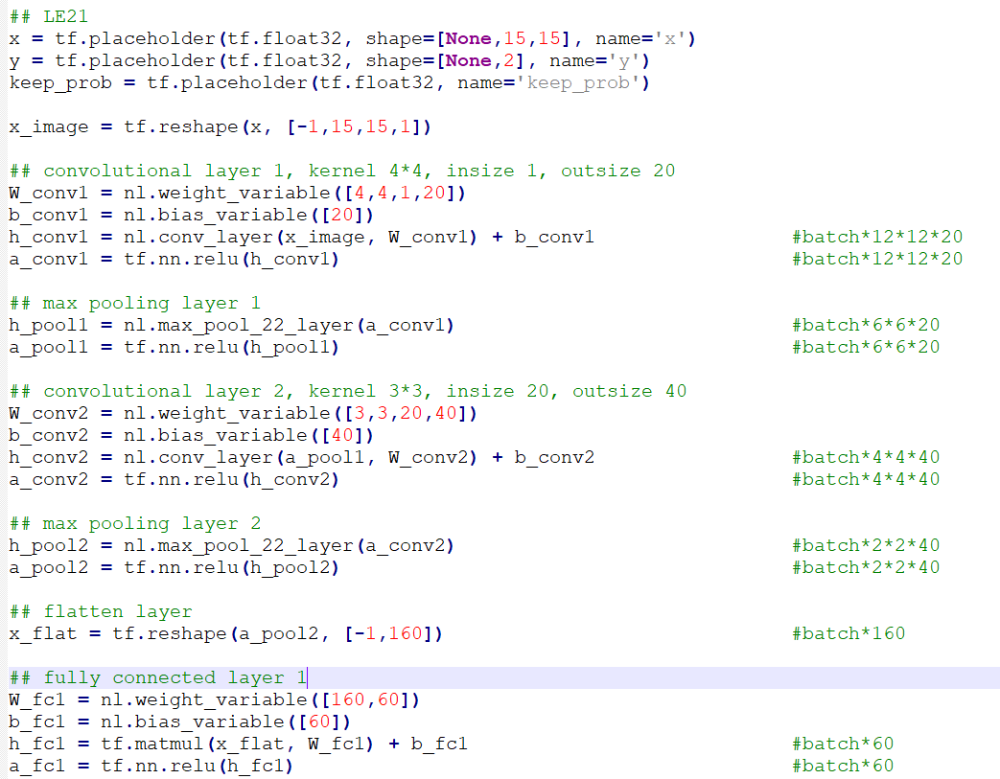 ## LE21
x = tf.placeholder(tf.float32, shape=[None,15,15], name='x')
y = tf.placeholder(tf.float32, shape=[None,2], name='y')
keep_prob = tf.placeholder(tf.float32, name='keep_prob')
x_image = tf.reshape(x, [-1,15,15,1])
## convolutional layer 1, kernel 4*4, insize 1, outsize 20
W_conv1 = nl.weight_variable([4,4,1,20])
b_conv1 = nl.bias_variable([20])
h_conv1 = nl.conv_layer(x_image, W_conv1) + b_conv1 #batch*12*12*20
a_conv1 = tf.nn.relu(h_conv1) #batch*12*12*20
## max pooling layer 1
h_pool1 = nl.max_pool_22_layer(a_conv1) #batch*6*6*20
a_pool1 = tf.nn.relu(h_pool1) #batch*6*6*20
## convolutional layer 2, kernel 3*3, insize 20, outsize 40
W_conv2 = nl.weight_variable([3,3,20,40])
b_conv2 = nl.bias_variable([40])
h_conv2 = nl.conv_layer(a_pool1, W_conv2) + b_conv2 #batch*4*4*40
a_conv2 = tf.nn.relu(h_conv2) #batch*4*4*40
## max pooling layer 2
h_pool2 = nl.max_pool_22_layer(a_conv2) #batch*2*2*40
a_pool2 = tf.nn.relu(h_pool2) #batch*2*2*40
## flatten layer
x_flat = tf.reshape(a_pool2, [-1,160]) #batch*160
## fully connected layer 1
W_fc1 = nl.weight_variable([160,60])
b_fc1 = nl.bias_variable([60])
h_fc1 = tf.matmul(x_flat, W_fc1) + b_fc1 #batch*60
a_fc1 = tf.nn.relu(h_fc1) #batch*60